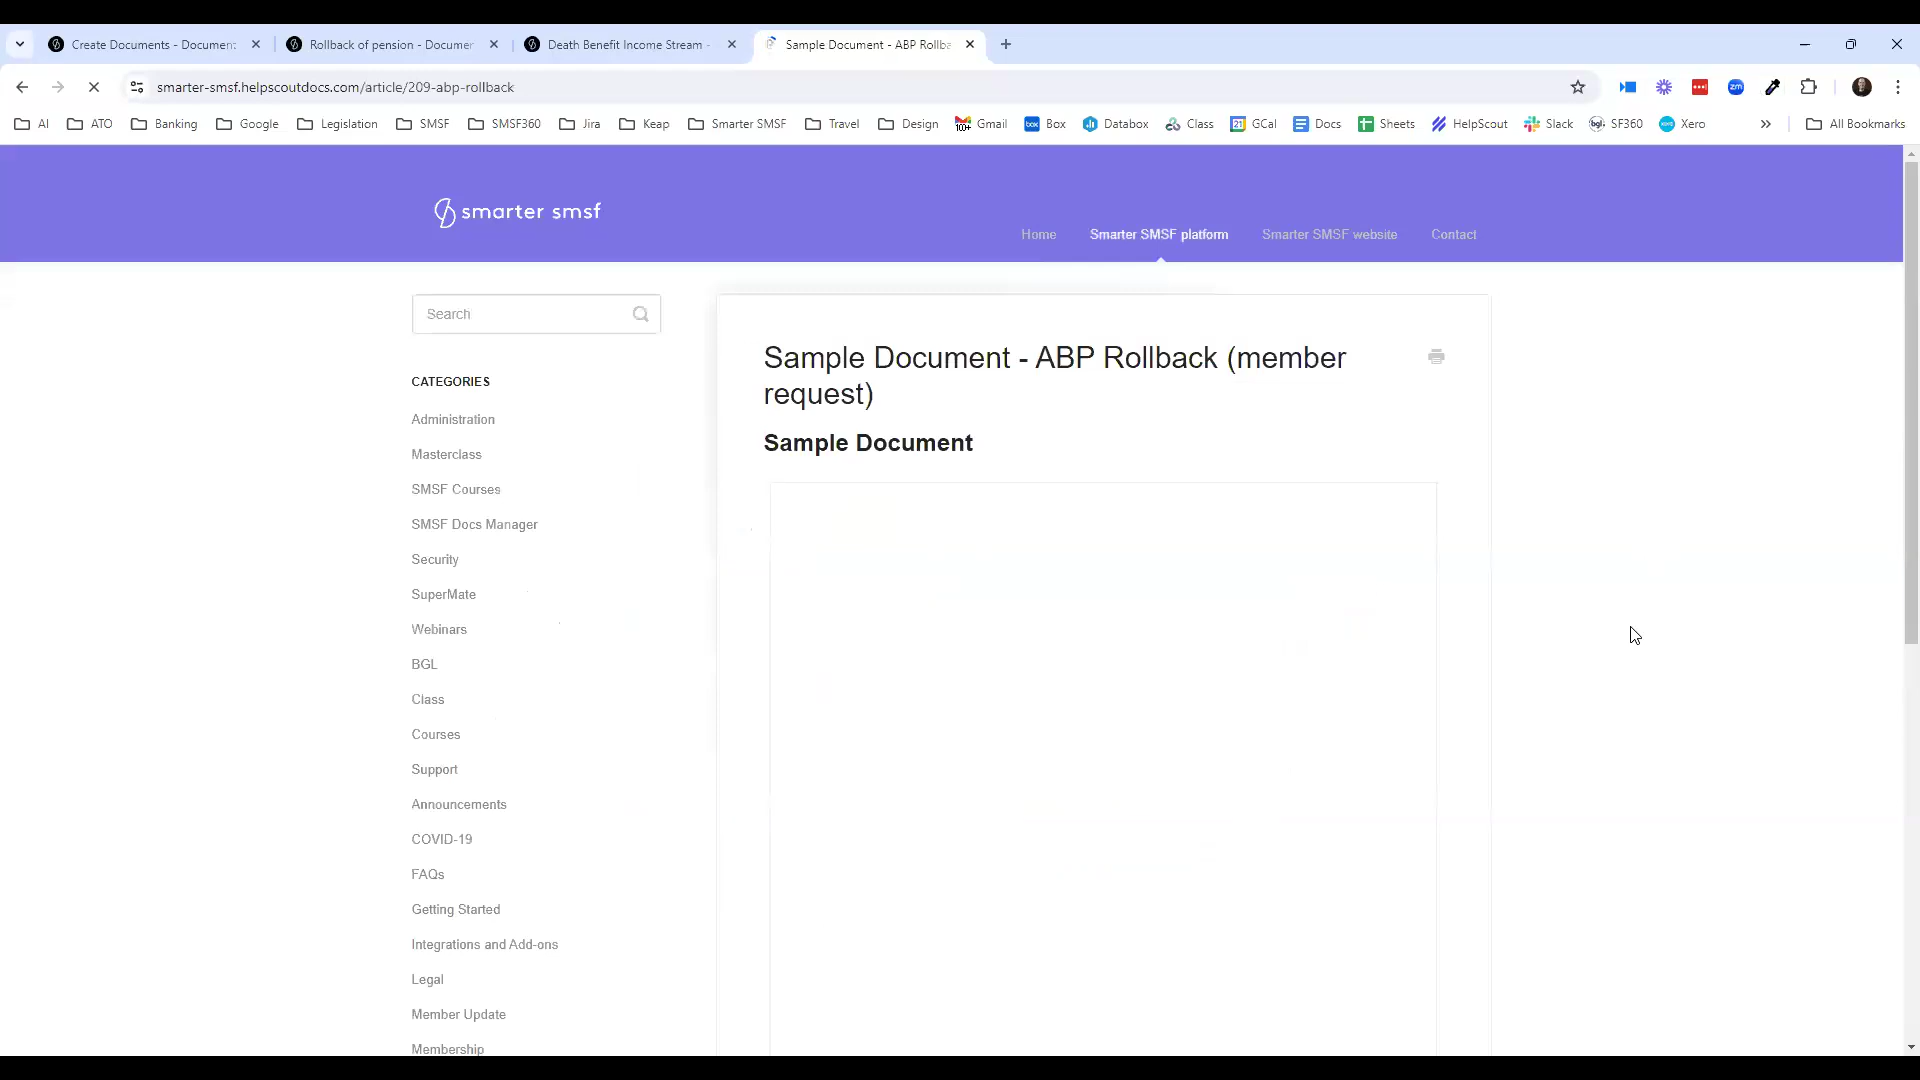 Create Documents - Document
Rollback of pension - Documen
Death Benefit Income Stream -
Sample Document - ABP Rollba
smarter-smsf.helpscoutdocs.com/article/209-abp-rollback
AI
ATO
Banking
Google
Legislation
SMSF
SMSF360
Jira
Keap
Smarter SMSF
Travel
Design
Gmail
Box
Databox
Class
GCal
Docs
Sheets
HelpScout
Slack
SF360
Xero
All Bookmarks
smarter smsf
Home
Smarter SMSF platform
Smarter SMSF website
Contact
Search
CATEGORIES
Administration
Masterclass
SMSF Courses
SMSF Docs Manager
Security
SuperMate
Webinars
BGL
Class
Courses
Support
Announcements
COVID-19
FAQs
Getting Started
Integrations and Add-ons
Legal
Member Update
Membership
Sample Document - ABP Rollback (member
request)
Sample Document